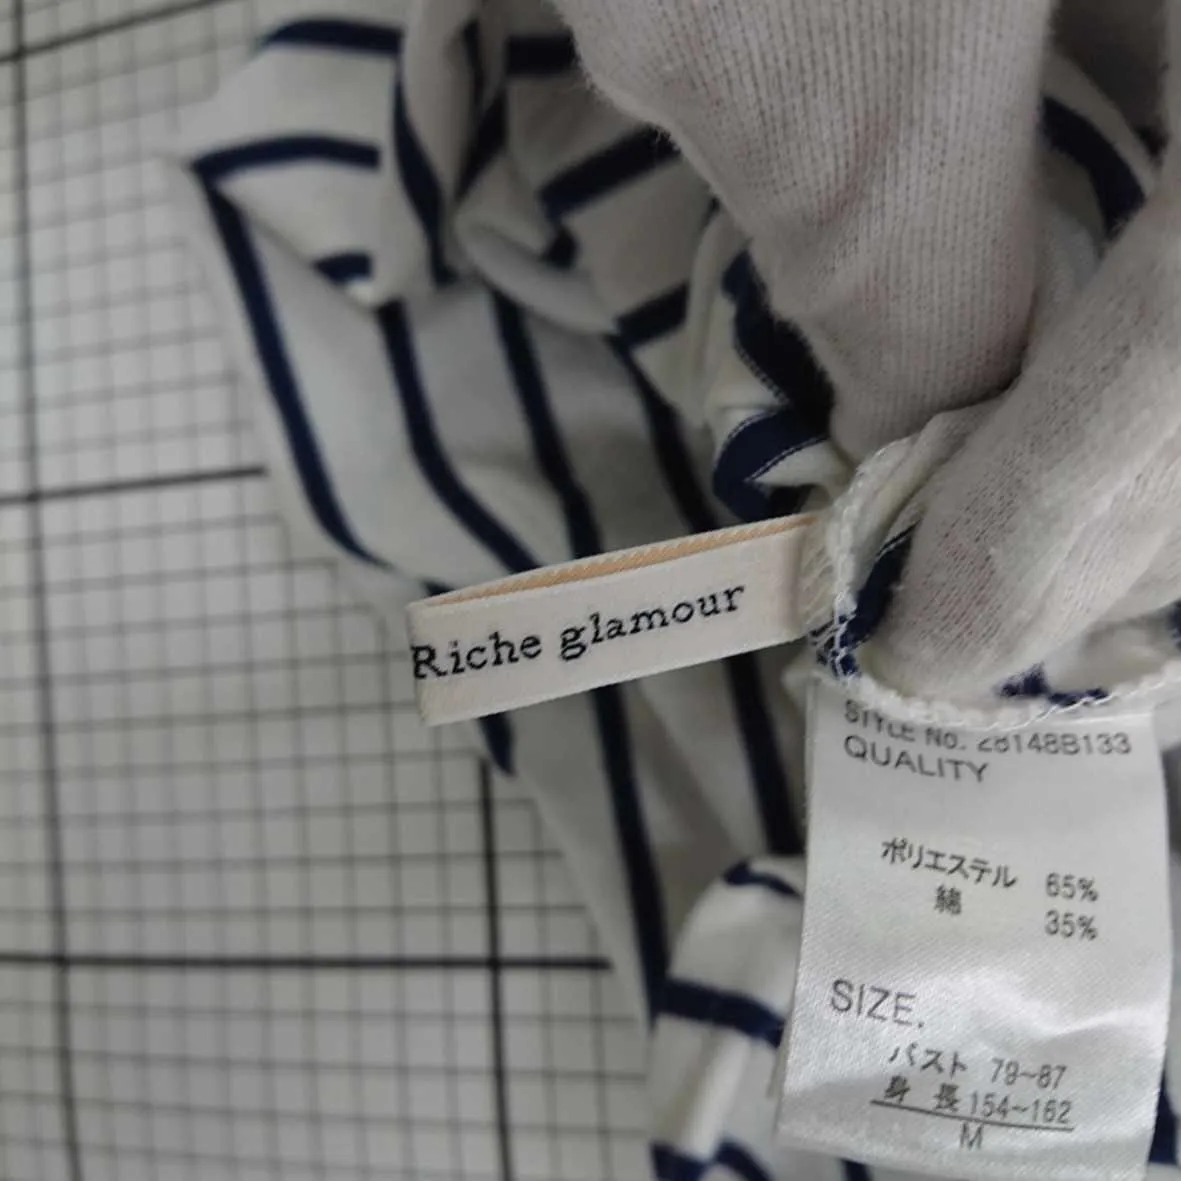 Riche glamour
STYLE No. 28148B133
QUALITY
ポリエステル 65%
綿 35%
SIZE.
バスト 79~87
身 長 154~162
M